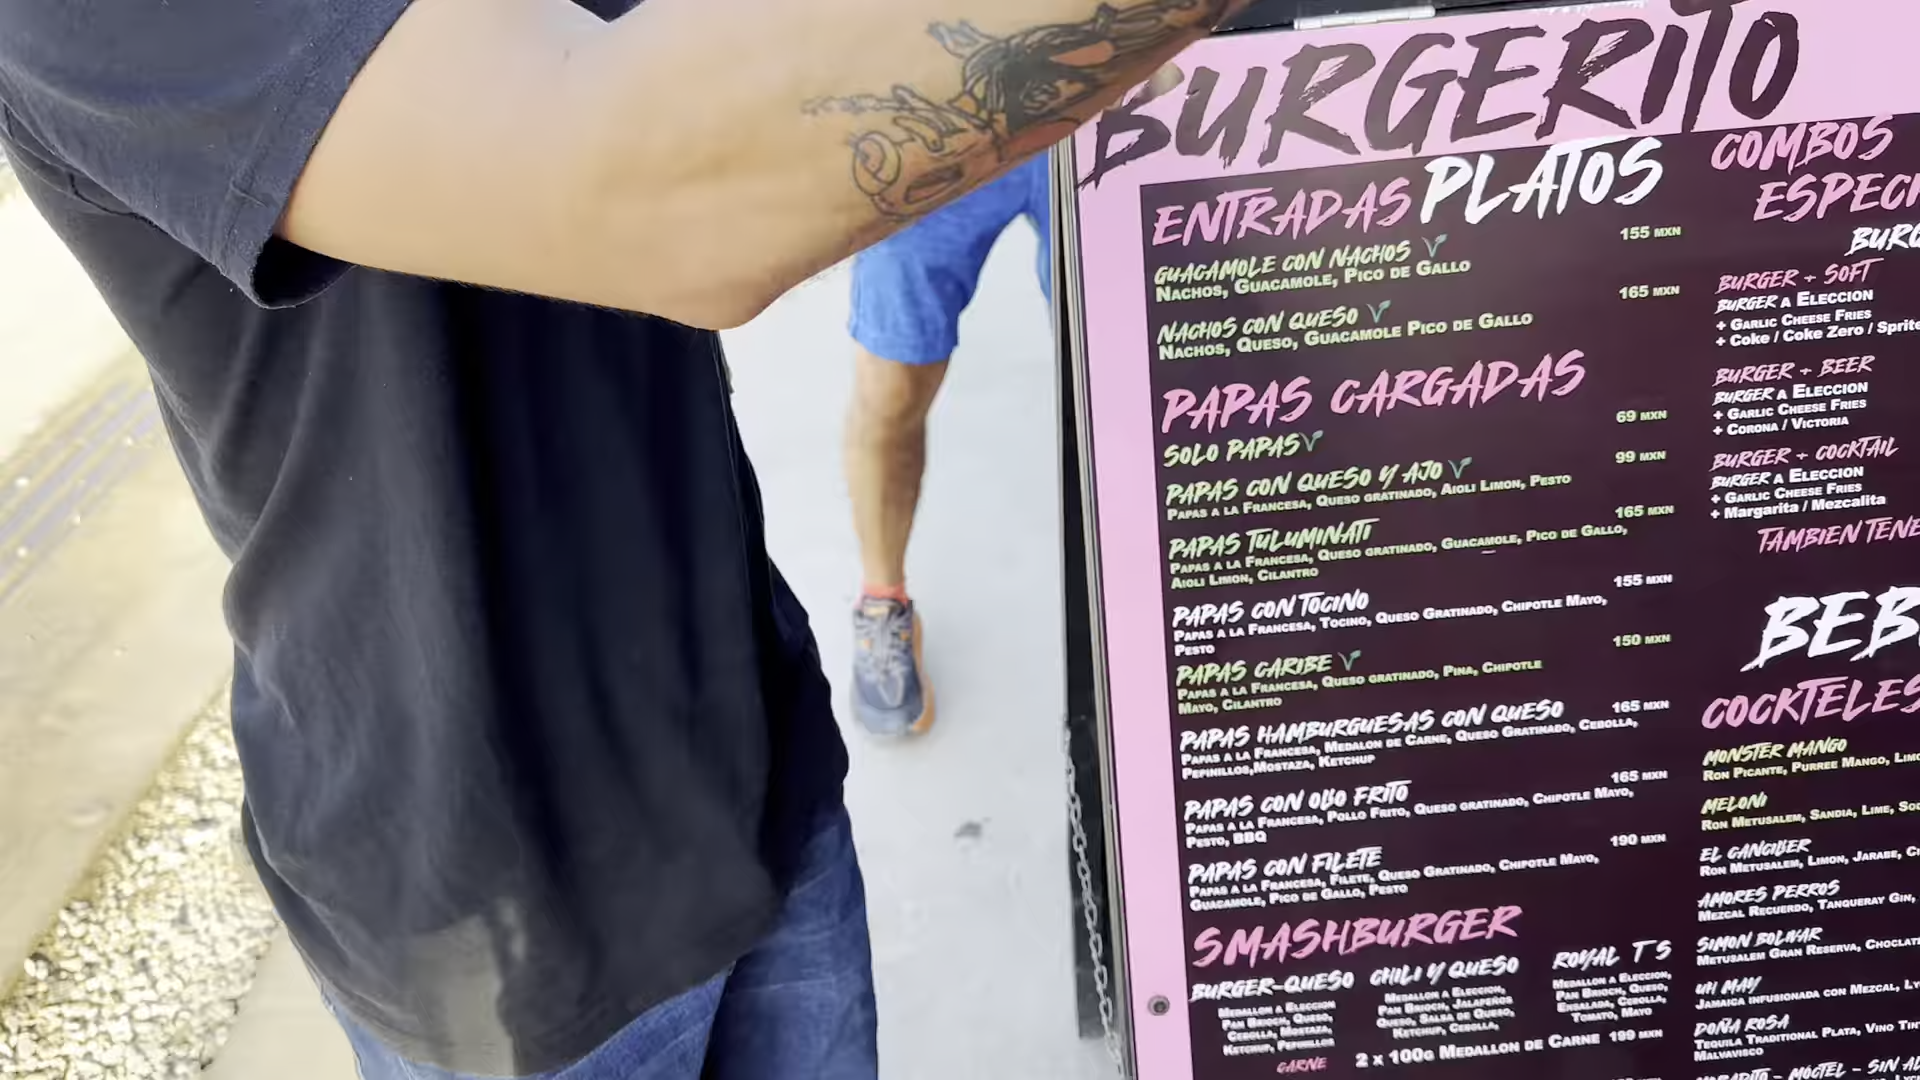 BURGERITO
ENTRADAS PLATOS
GUACAMOLE CON NACHOS 155 MXN
NACHOS, GUACAMOLE, PICO DE GALLO
NACHOS CON QUESO 165 MXN
NACHOS, QUESO, GUACAMOLE PICO DE GALLO
PAPAS CARGADAS
SOLO PAPAS 69 MXN
PAPAS CON QUESO Y AJO 99 MXN
PAPAS A LA FRANCESA, QUESO GRATINADO, AIOLI LIMON, PESTO
PAPAS TULUMINATI 165 MXN
PAPAS A LA FRANCESA, QUESO GRATINADO, GUACAMOLE, PICO DE GALLO,
AIOLI LIMON, CILANTRO
PAPAS CON TOCINO 155 MXN
PAPAS A LA FRANCESA, TOCINO, QUESO GRATINADO, CHIPOTLE MAYO,
PESTO
PAPAS CARIBE 150 MXN
PAPAS A LA FRANCESA, QUESO GRATINADO, PINA, CHIPOTLE
MAYO, CILANTRO
PAPAS HAMBURGUESAS CON QUESO 165 MXN
PAPAS A LA FRANCESA, MEDALON DE CARNE, QUESO GRATINADO, CEBOLLA,
PEPINILLOS,MOSTAZA, KETCHUP
PAPAS CON FRITO 165 MXN
PAPAS A LA FRANCESA, POLLO FRITO, QUESO GRATINADO, CHIPOTLE MAYO,
PESTO, BBQ
PAPAS CON FILETE 190 MXN
PAPAS A LA FRANCESA, FILETE, QUESO GRATINADO, CHIPOTLE MAYO,
GUACAMOLE, PICO DE GALLO, PESTO
SMASHBURGER
BURGER-QUESO
MEDALLON A ELECCION
PAN BRIOCH, QUESO,
CEBOLLA, MOSTAZA,
KETCHUP, PEPINILLOS
CHILI Y QUESO
MEDALLON A ELECCION,
PAN BRIOCH, JALAPEÑOS
QUESO, SALSA DE QUESO,
KETCHUP, CEBOLLA,
ROYAL T S
MEDALLON A ELECCION,
PAN BRIOCH, QUESO,
ENSALADA, CEBOLLA,
TOMATO, MAYO
CARNE 2 X 100G MEDALLON DE CARNE 199 MXN
COMBOS
ESPECI
BURG
BURGER + SOFT
BURGER A ELECCION
+ GARLIC CHEESE FRIES
+ COKE / COKE ZERO / SPRITE
BURGER + BEER
BURGER A ELECCION
+ GARLIC CHEESE FRIES
+ CORONA / VICTORIA
BURGER + COCKTAIL
BURGER A ELECCION
+ GARLIC CHEESE FRIES
+ MARGARITA / MEZCALITA
TAMBIEN TENE
BEB
COCKTELES
MONSTER MANGO
RON PICANTE, PURREE MANGO, LIMO
MELONI
RON METUSALEM, SANDIA, LIME, SOD
EL
RON METUSALEM, LIMON, JARABE,
AMORES PERROS
MEZCAL RECUERDO, TANQUERAY GIN,
SIMON BOLIVAR
METUSALEM GRAN RESERVA, CHOCLAT
UH MAY
JAMAICA INFUSIONADA CON MEZCAL, LY
DOÑA ROSA
TEQUILA TRADITIONAL PLATA, VINO TIN
MALVAVISCO